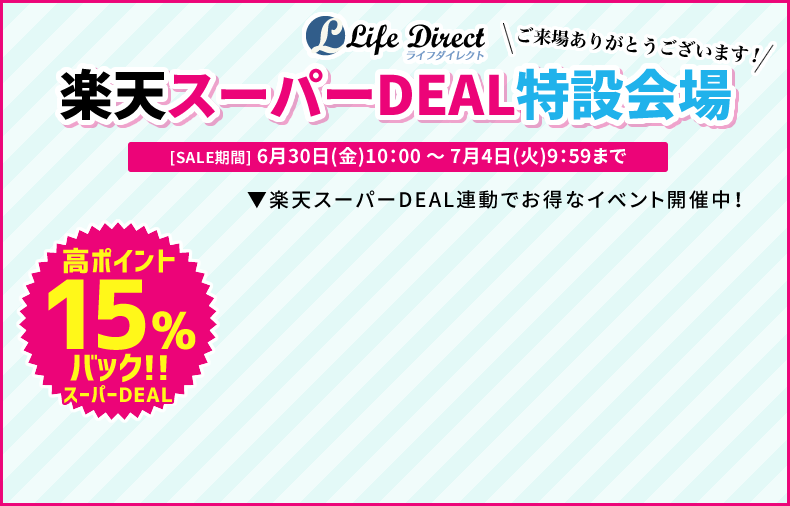 Life Direct
ライフダイレクト
ご来場ありがとうございます!
楽天スーパーDEAL特設会場
[SALE期間] 6月30日(金)10:00 ~ 7月4日(火)9:59まで
▼楽天スーパーDEAL連動でお得なイベント開催中!
高ポイント
15%
バック!!
スーパーDEAL